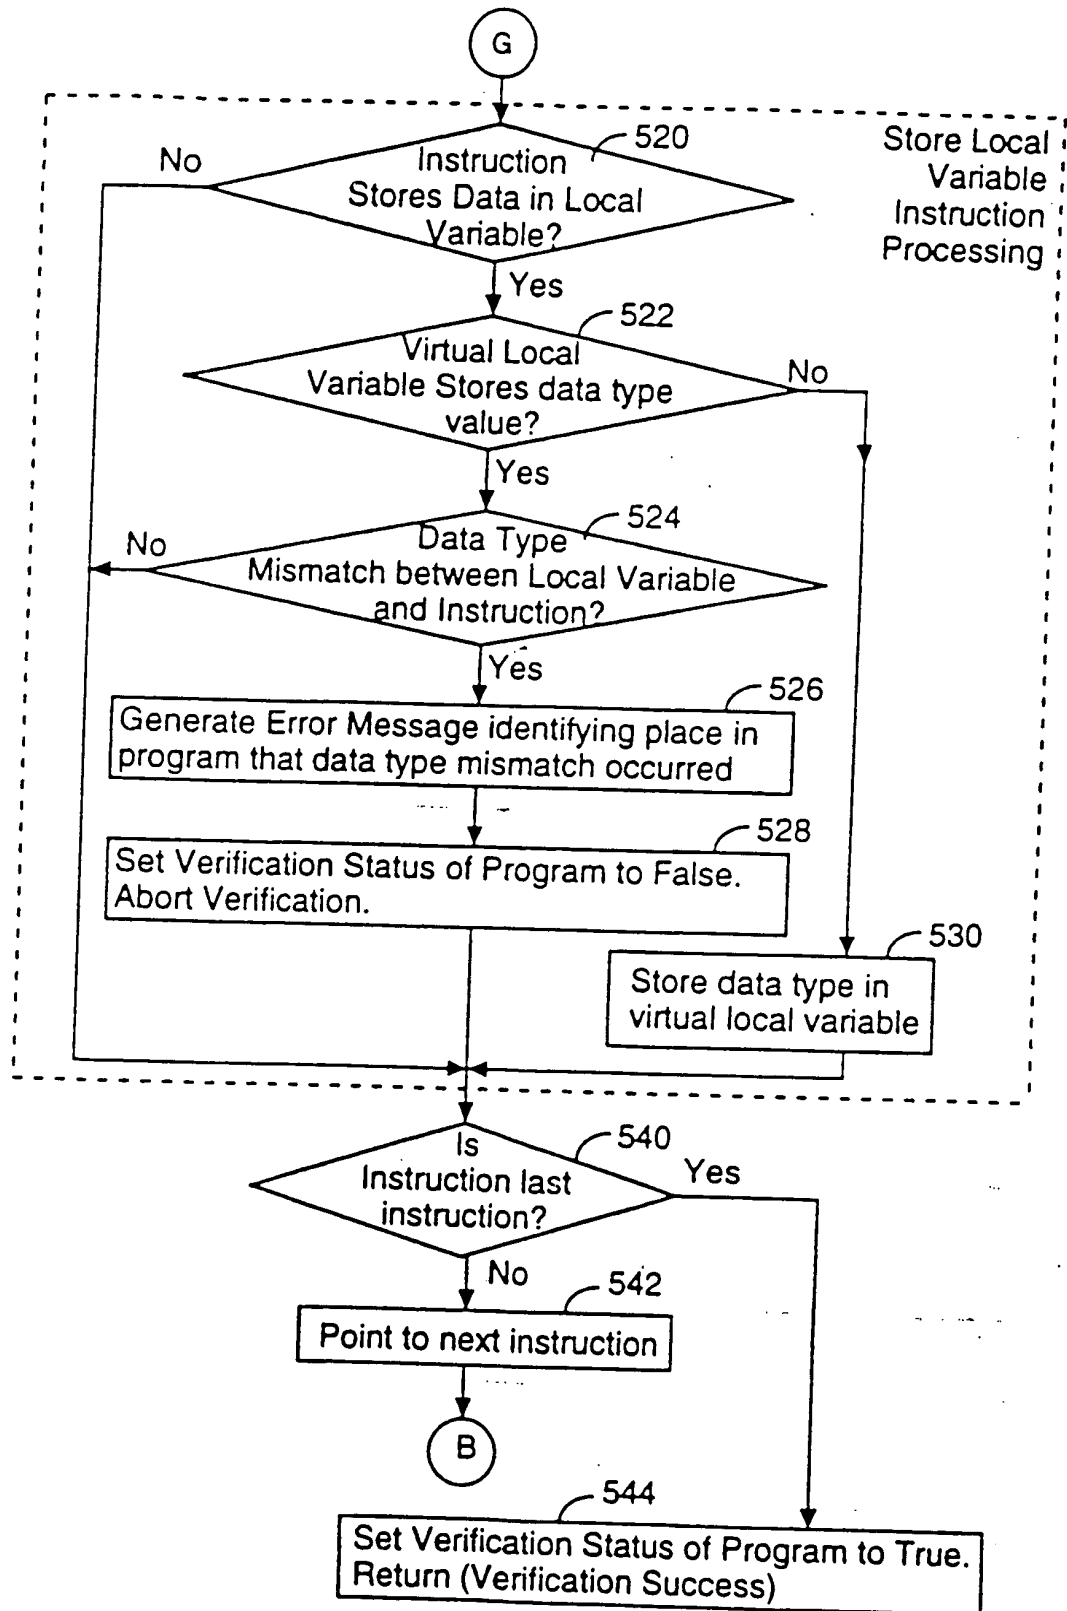 G
520
Store Local
Variable
Instruction
Processing
No
Instruction
Stores Data in Local
Variable?
Yes
522
Virtual Local
Variable Stores data type
value?
No
Yes
524
No
Data Type
Mismatch between Local Variable
and Instruction?
Yes
526
Generate Error Message identifying place in
program that data type mismatch occurred
528
Set Verification Status of Program to False.
Abort Verification.
530
Store data type in
virtual local variable
540
Is
Instruction last
instruction?
Yes
No
542
Point to next instruction
B
544
Set Verification Status of Program to True.
Return (Verification Success)